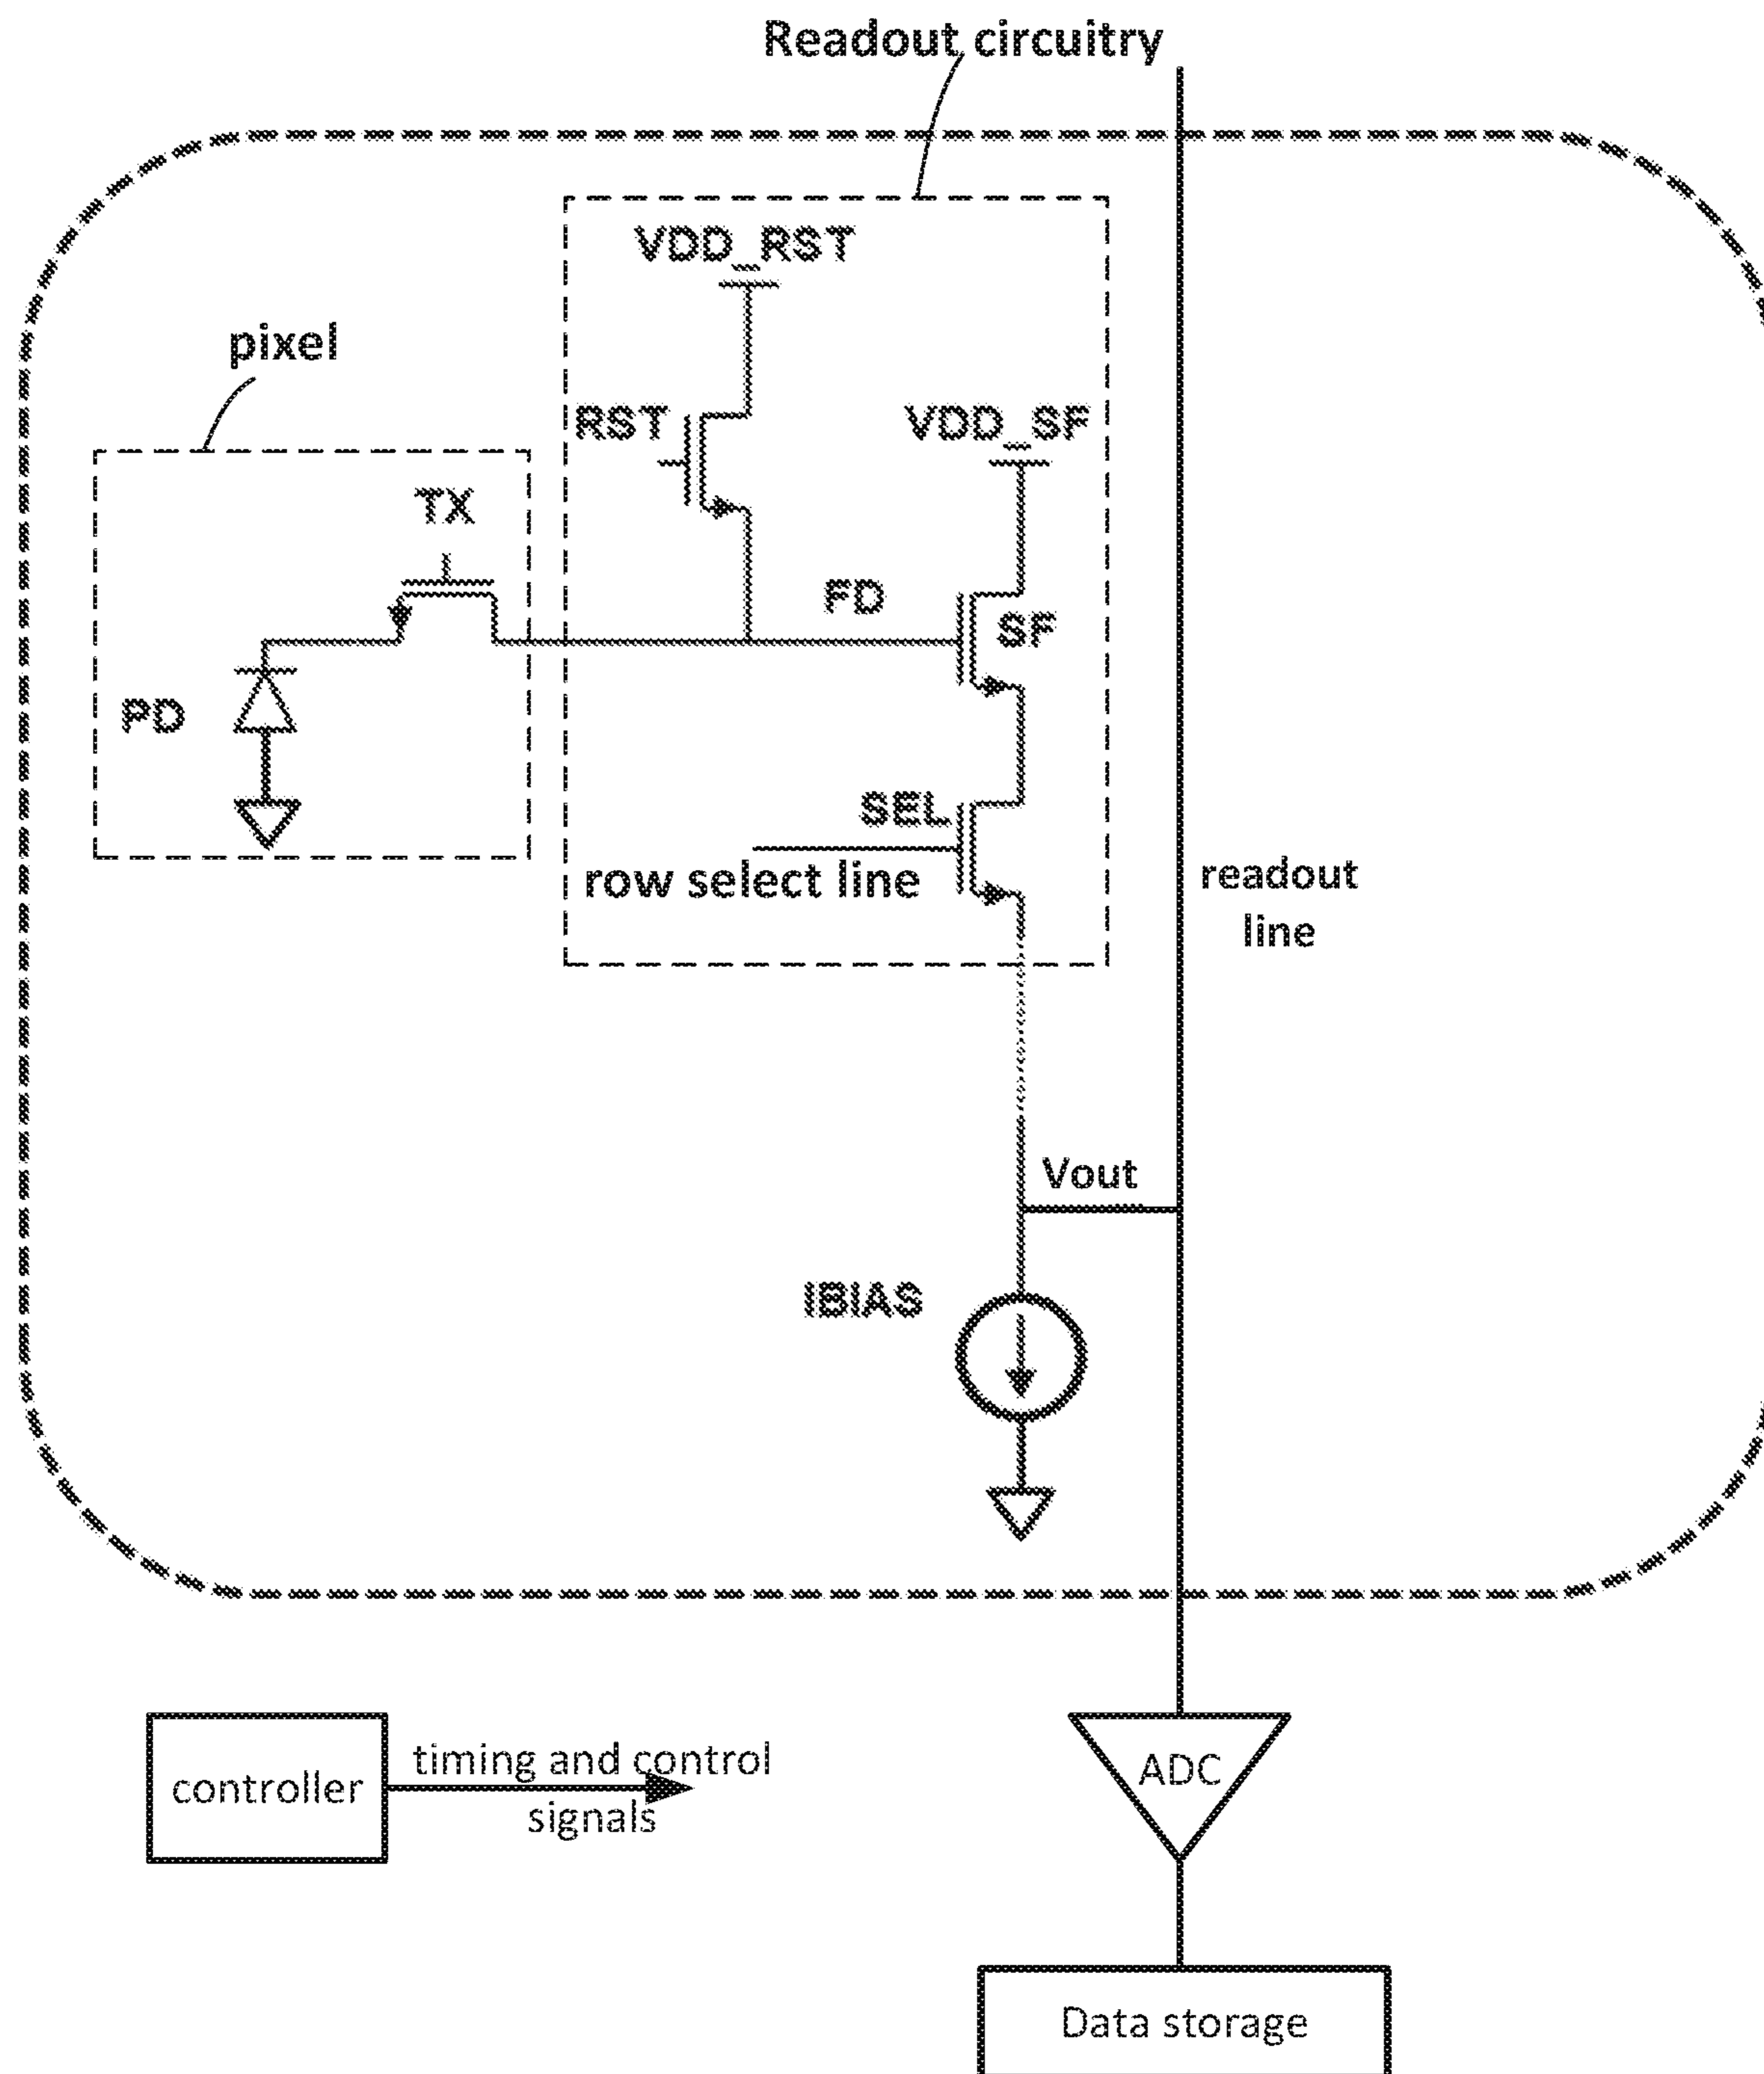 Readout circuitry
VDD_RST
pixel
RST
VDD_SF
TX
FD
SF
PD
SEL
row select line
readout
line
Vout
IBIAS
timing and control
signals
controller
ADC
Data storage